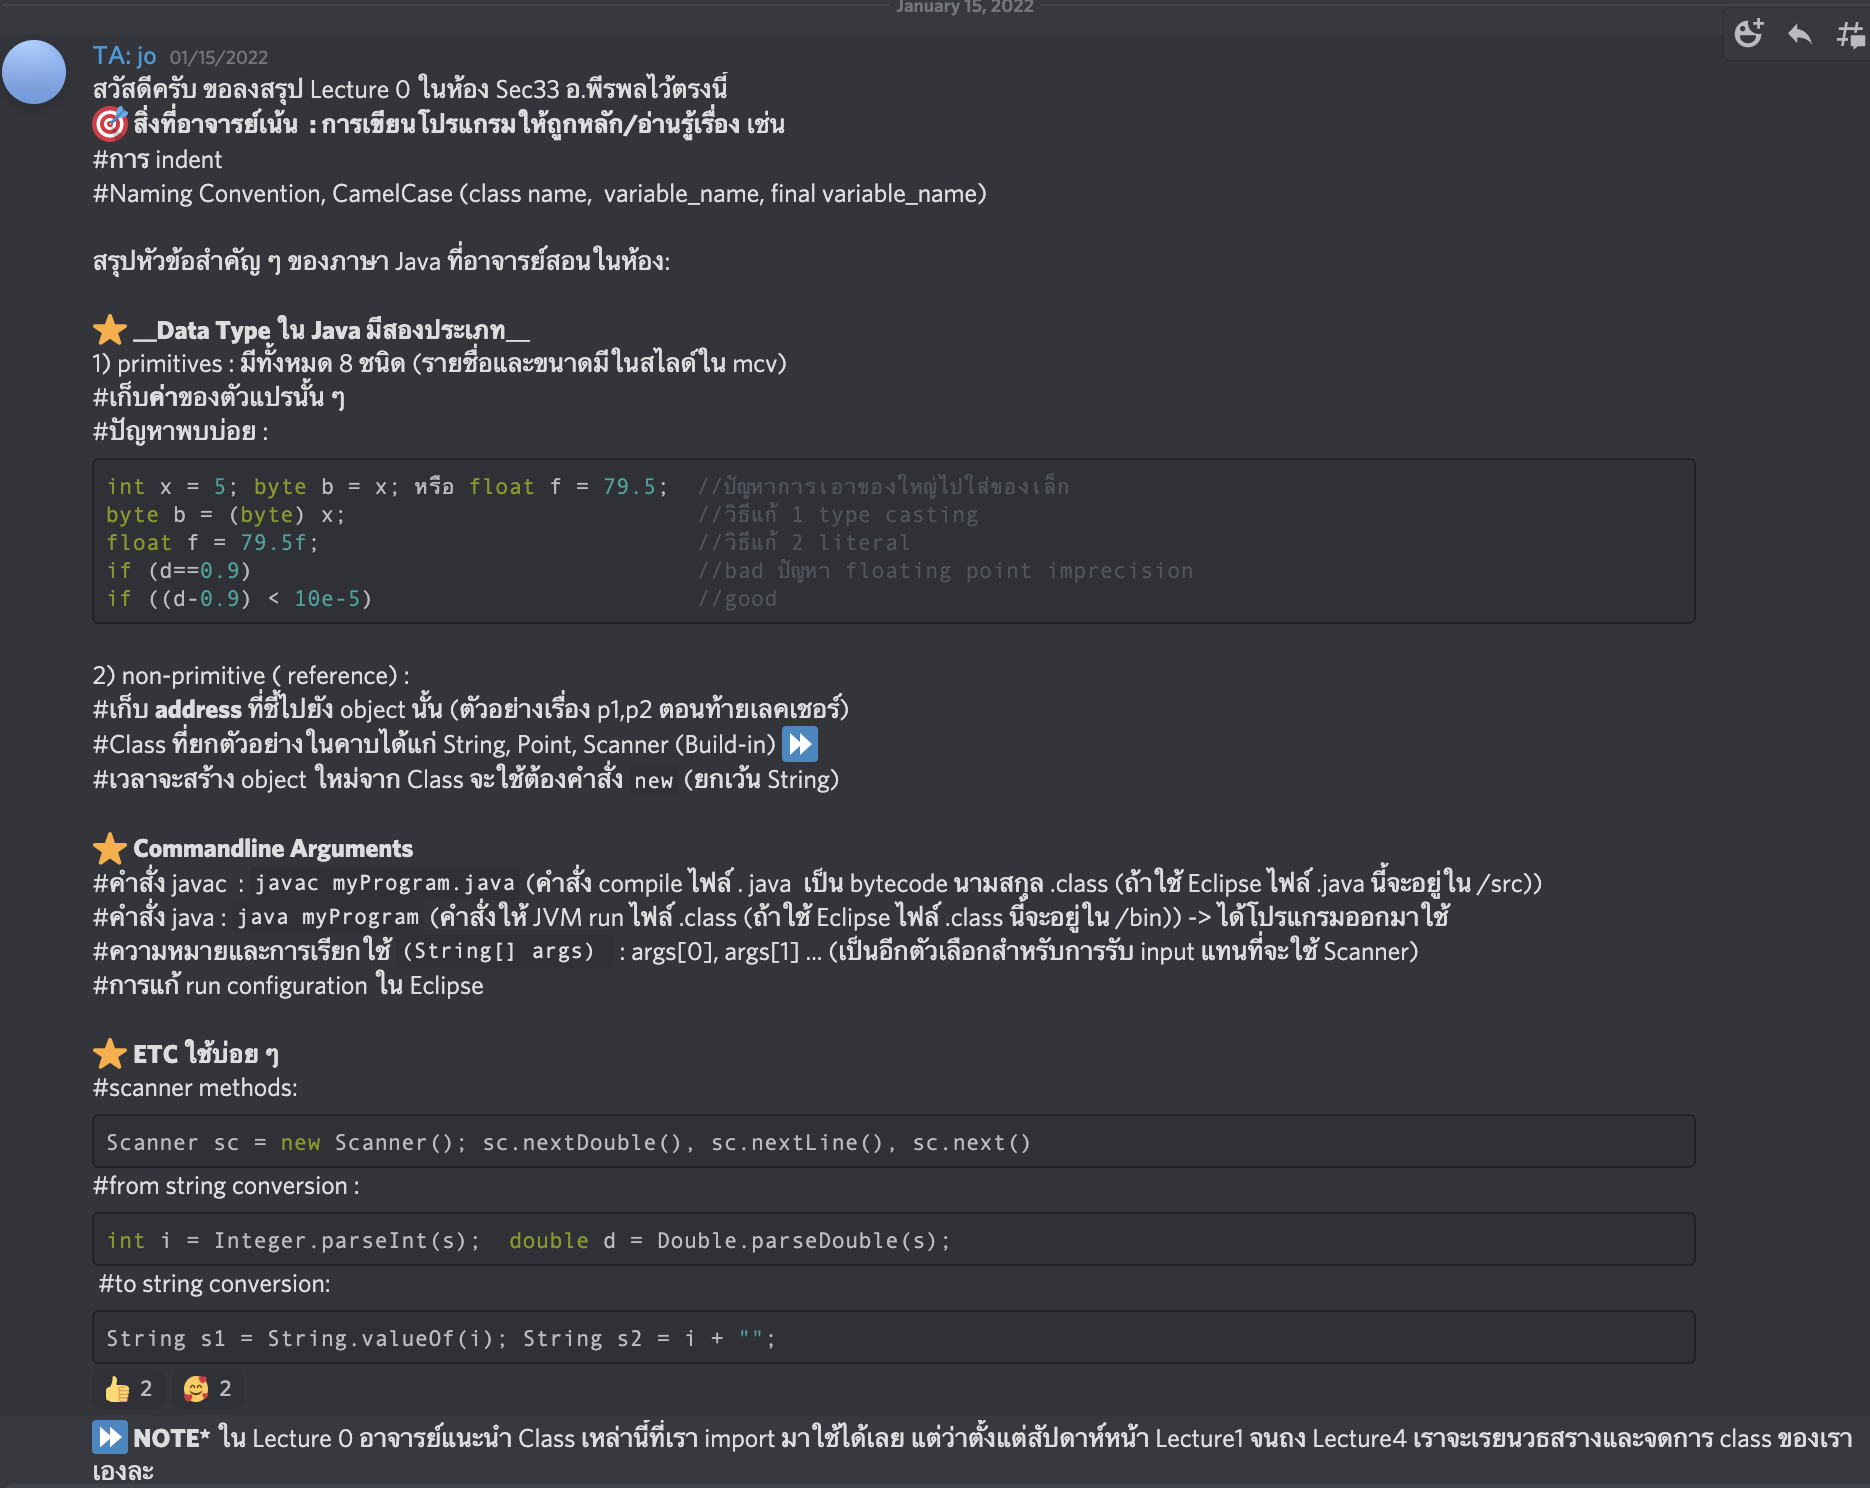 January 15, 2022
TA: jo 01/15/2022
สวัสดีครับ ขอลงสรุป Lecture 0 ในห้อง Sec33 อ.พีรพลไว้ตรงนี้
🎯 สิ่งที่อาจารย์เน้น : การเขียนโปรแกรมให้ถูกหลัก/อ่านรู้เรื่อง เช่น
#การ indent
#Naming Convention, CamelCase (class name, variable_name, final variable_name)
สรุปหัวข้อสำคัญ ๆ ของภาษา Java ที่อาจารย์สอนในห้อง:
⭐ __Data Type ใน Java มีสองประเภท__
1) primitives : มีทั้งหมด 8 ชนิด (รายชื่อและขนาดมีในสไลด์ใน mcv)
#เก็บค่าของตัวแปรนั้น ๆ
#ปัญหาพบบ่อย :
int x = 5; byte b = x; หรือ float f = 79.5; //ปัญหาการเอาของใหญ่ไปใส่ของเล็ก
byte b = (byte) x; //วิธีแก้ 1 type casting
float f = 79.5f; //วิธีแก้ 2 literal
if (d==0.9) //bad ปัญหา floating point imprecision
if ((d-0.9) < 10e-5) //good
2) non-primitive ( reference) :
#เก็บ address ที่ชี้ไปยัง object นั้น (ตัวอย่างเรื่อง p1,p2 ตอนท้ายเลคเชอร์)
#Class ที่ยกตัวอย่างในคาบได้แก่ String, Point, Scanner (Build-in) ⏩
#เวลาจะสร้าง object ใหม่จาก Class จะใช้ต้องคำสั่ง new (ยกเว้น String)
⭐ Commandline Arguments
#คำสั่ง javac : javac myProgram.java (คำสั่ง compile ไฟล์ . java เป็น bytecode นามสกุล .class (ถ้าใช้ Eclipse ไฟล์ .java นี้จะอยู่ใน /src))
#คำสั่ง java : java myProgram (คำสั่งให้ JVM run ไฟล์ .class (ถ้าใช้ Eclipse ไฟล์ .class นี้จะอยู่ใน /bin)) -> ได้โปรแกรมออกมาใช้
#ความหมายและการเรียกใช้ (String[] args) : args[0], args[1] ... (เป็นอีกตัวเลือกสำหรับการรับ input แทนที่จะใช้ Scanner)
#การแก้ run configuration ใน Eclipse
⭐ ETC ใช้บ่อย ๆ
#scanner methods:
Scanner sc = new Scanner(); sc.nextDouble(), sc.nextLine(), sc.next()
#from string conversion :
int i = Integer.parseInt(s); double d = Double.parseDouble(s);
#to string conversion:
String s1 = String.valueOf(i); String s2 = i + "";
👍 2 🥰 2
⏩ NOTE* ใน Lecture 0 อาจารย์แนะนำ Class เหล่านี้ที่เรา import มาใช้ได้เลย แต่ว่าตั้งแต่สัปดาห์หน้า Lecture1 จนถง Lecture4 เราจะเรยนวธสรางและจดการ class ของเรา
เองละ